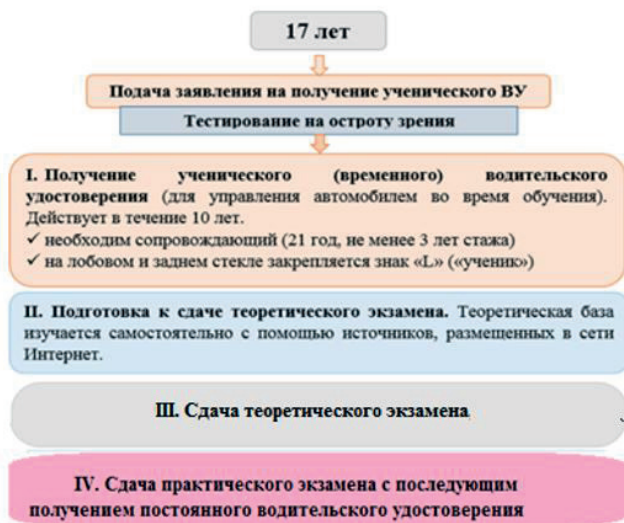 17 лет
Подача заявления на получение ученического ВУ
Тестирование на остроту зрения
I. Получение ученического (временного) водительского
удостоверения (для управления автомобилем во время обучения).
Действует в течение 10 лет.
✓ необходим сопровождающий (21 год, не менее 3 лет стажа)
✓ на лобовом и заднем стекле закрепляется знак «L» («ученик»)
II. Подготовка к сдаче теоретического экзамена. Теоретическая база
изучается самостоятельно с помощью источников, размещенных в сети
Интернет.
III. Сдача теоретического экзамена
IV. Сдача практического экзамена с последующим
получением постоянного водительского удостоверения